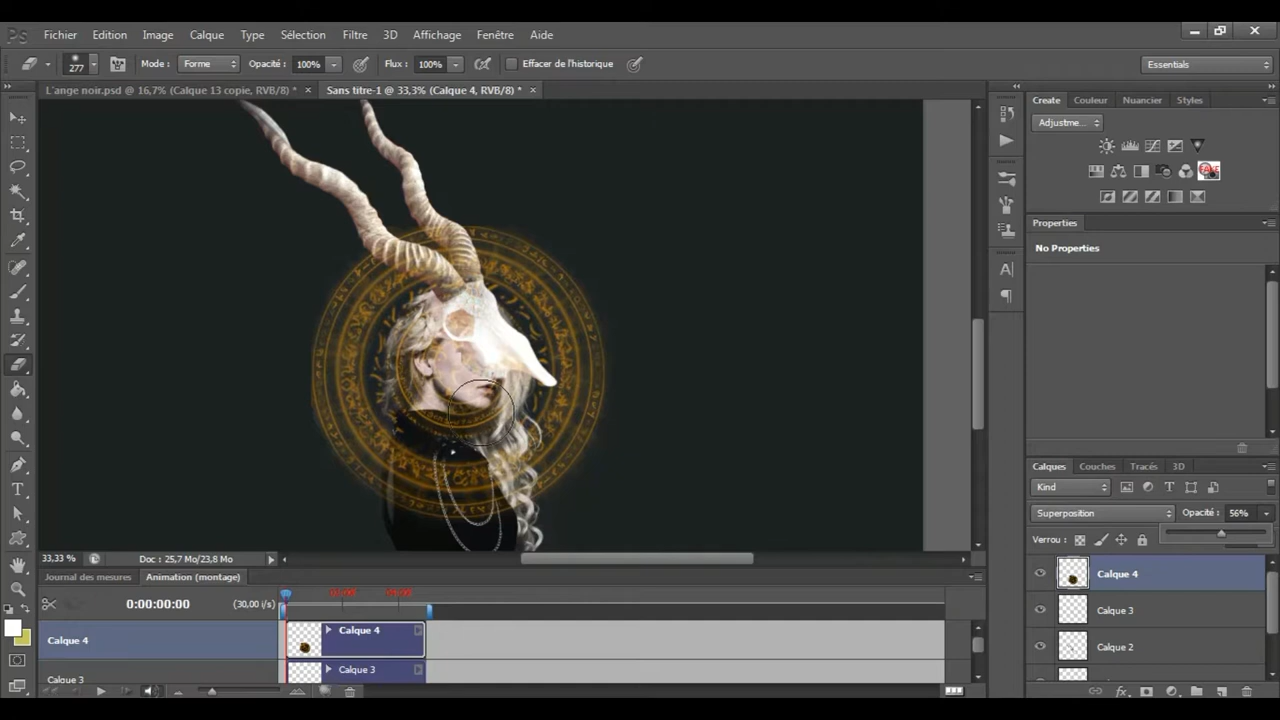 Ps Fichier Edition Image Calque Type Sélection Filtre 3D Affichage Fenêtre Aide
277 Mode : Forme Opacité : 100% Flux : 100% Effacer de l'historique Essentials
L'ange noir.psd @ 16,7% (Calque 13 copie, RVB/8) * × Sans titre-1 @ 33,3% (Calque 4, RVB/8) * ×
Create Couleur Nuancier Styles
Adjustme...
Properties
No Properties
Calques Couches Tracés 3D
Kind
Superposition Opacité : 56%
Verrou :
Calque 4
Calque 3
Calque 2
33,33 % Doc : 25,7 Mo/23,8 Mo
Journal des mesures Animation (montage)
0:00:00:00 (30,00 i/s)
Calque 4 Calque 4
Calque 3 Calque 3